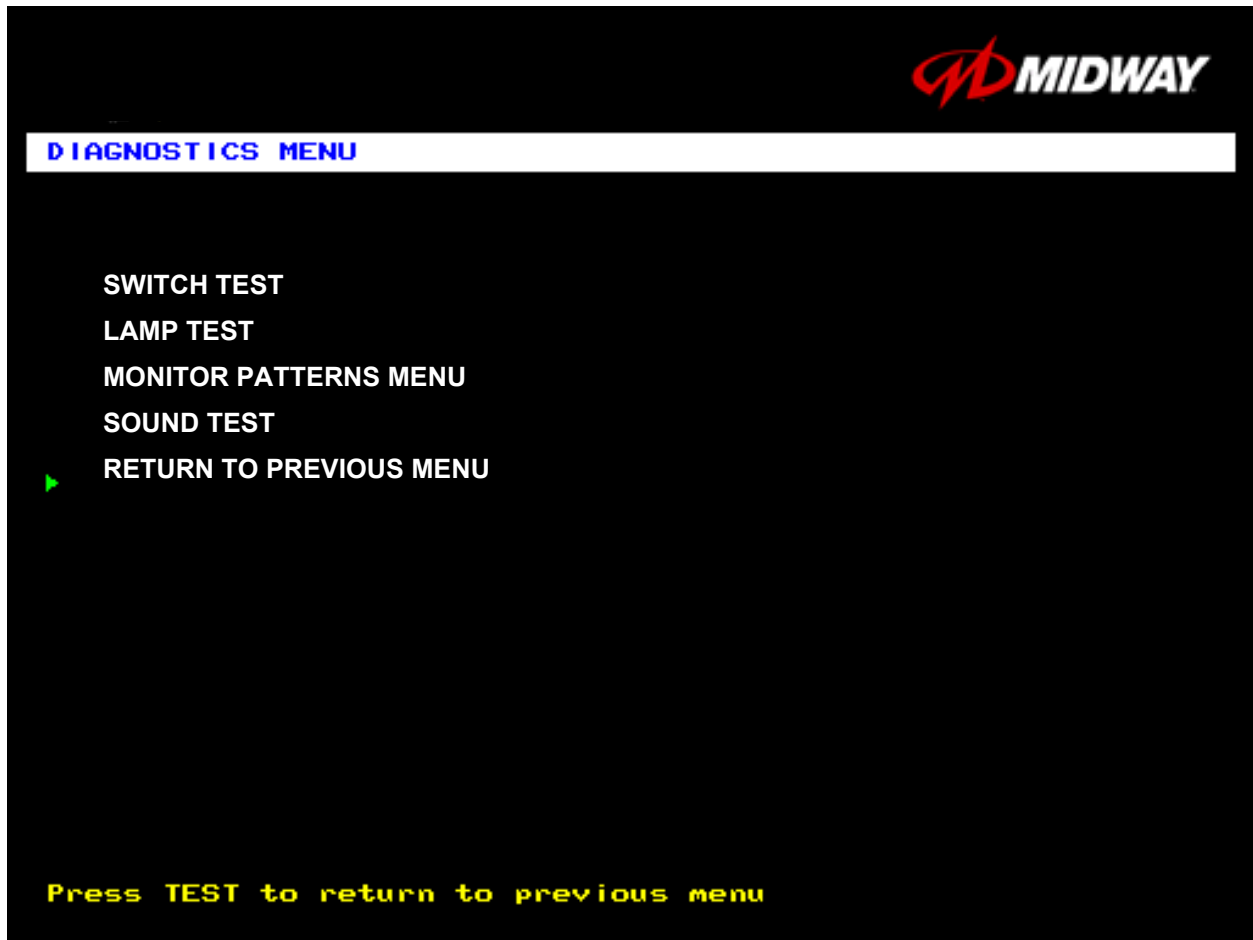 MIDWAY
DIAGNOSTICS MENU
SWITCH TEST
LAMP TEST
MONITOR PATTERNS MENU
SOUND TEST
RETURN TO PREVIOUS MENU
Press TEST to return to previous menu